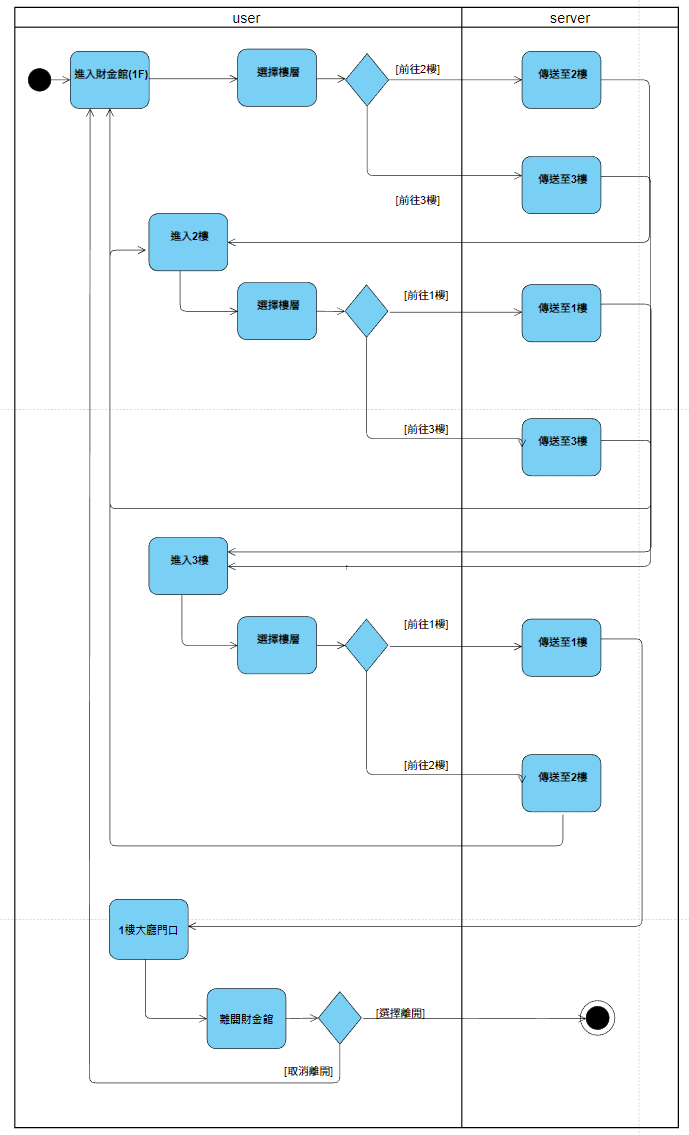 user
server
進入財金館(1F)
選擇樓層
[前往2樓]
傳送至2樓
傳送至3樓
[前往3樓]
進入2樓
選擇樓層
[前往1樓]
傳送至1樓
[前往3樓]
傳送至3樓
進入3樓
選擇樓層
[前往1樓]
傳送至1樓
[前往2樓]
傳送至2樓
1樓大廳門口
離開財金館
[選擇離開]
[取消離開]